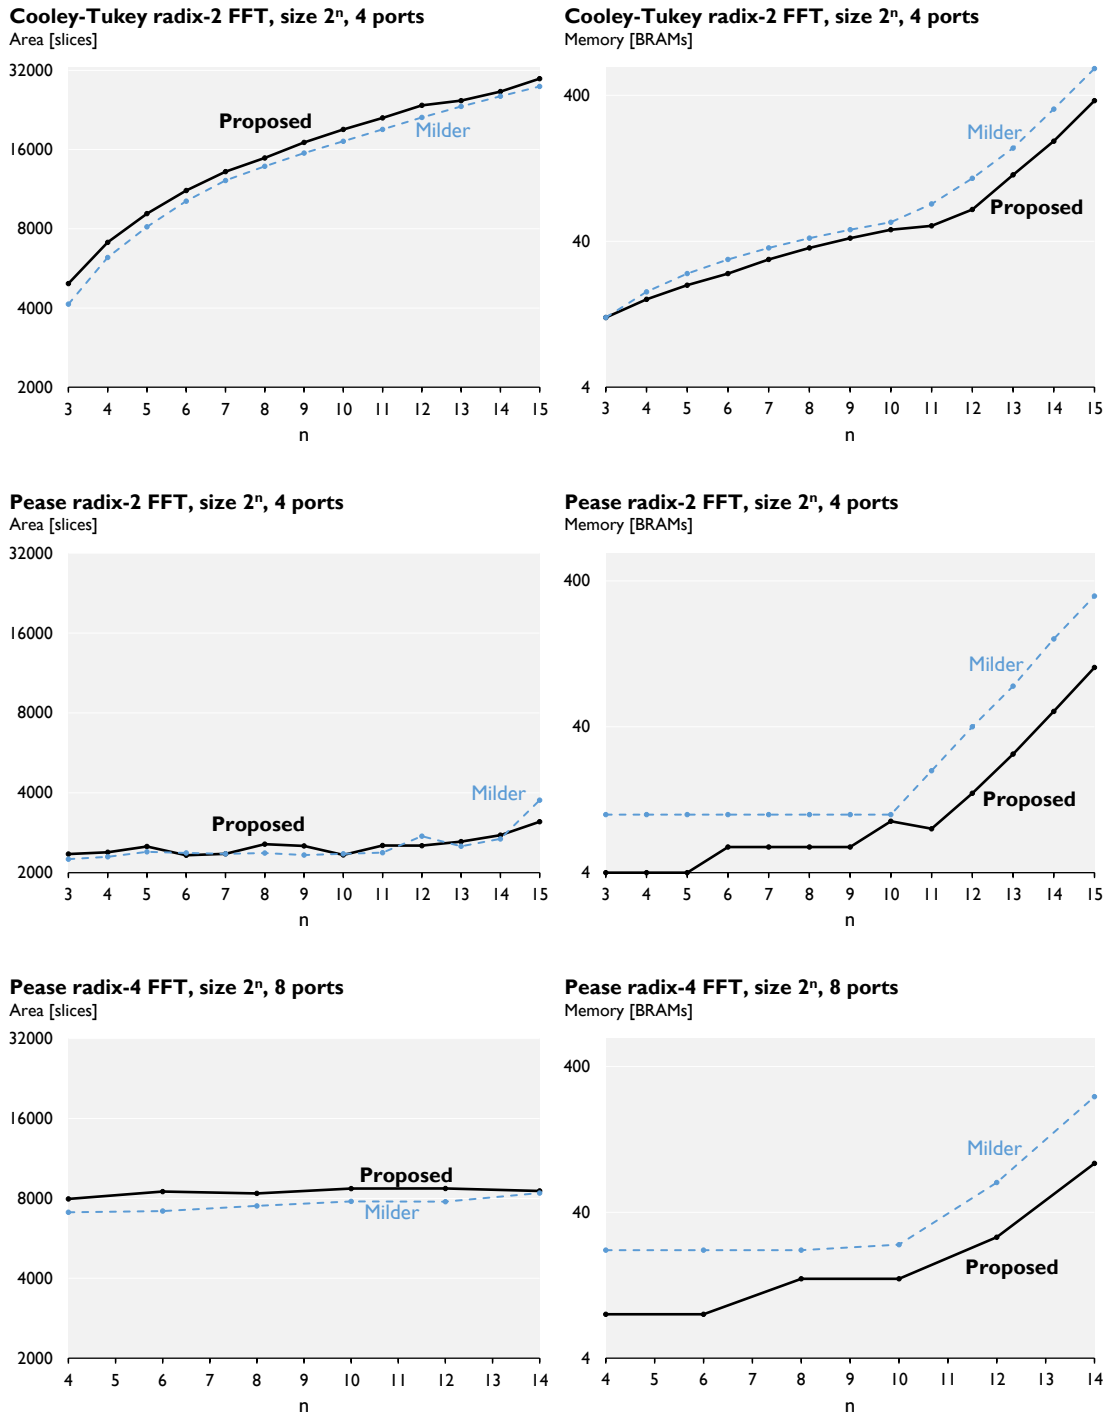 Cooley-Tukey radix-2 FFT, size 2ⁿ, 4 ports
Area [slices]
32000
16000
8000
4000
2000
Proposed
Milder
3 4 5 6 7 8 9 10 11 12 13 14 15
n
Cooley-Tukey radix-2 FFT, size 2ⁿ, 4 ports
Memory [BRAMs]
400
40
4
Milder
Proposed
3 4 5 6 7 8 9 10 11 12 13 14 15
n
Pease radix-2 FFT, size 2ⁿ, 4 ports
Area [slices]
32000
16000
8000
4000
2000
Milder
Proposed
3 4 5 6 7 8 9 10 11 12 13 14 15
n
Pease radix-2 FFT, size 2ⁿ, 4 ports
Memory [BRAMs]
400
40
4
Milder
Proposed
3 4 5 6 7 8 9 10 11 12 13 14 15
n
Pease radix-4 FFT, size 2ⁿ, 8 ports
Area [slices]
32000
16000
8000
4000
2000
Proposed
Milder
4 5 6 7 8 9 10 11 12 13 14
n
Pease radix-4 FFT, size 2ⁿ, 8 ports
Memory [BRAMs]
400
40
4
Milder
Proposed
4 5 6 7 8 9 10 11 12 13 14
n